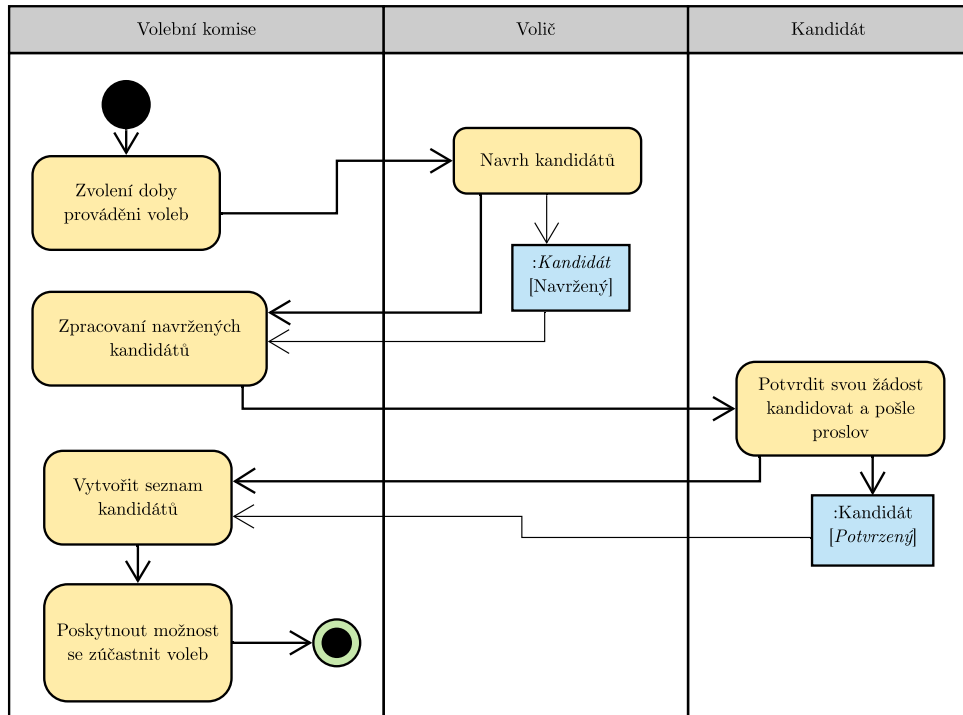 Volební komise
Volič
Kandidát
Zvolení doby
prováděni voleb
Navrh kandidátů
:Kandidát
[Navržený]
Zpracovaní navržených
kandidátů
Potvrdit svou žádost
kandidovat a pošle
proslov
Vytvořit seznam
kandidátů
:Kandidát
[Potvrzený]
Poskytnout možnost
se zúčastnit voleb